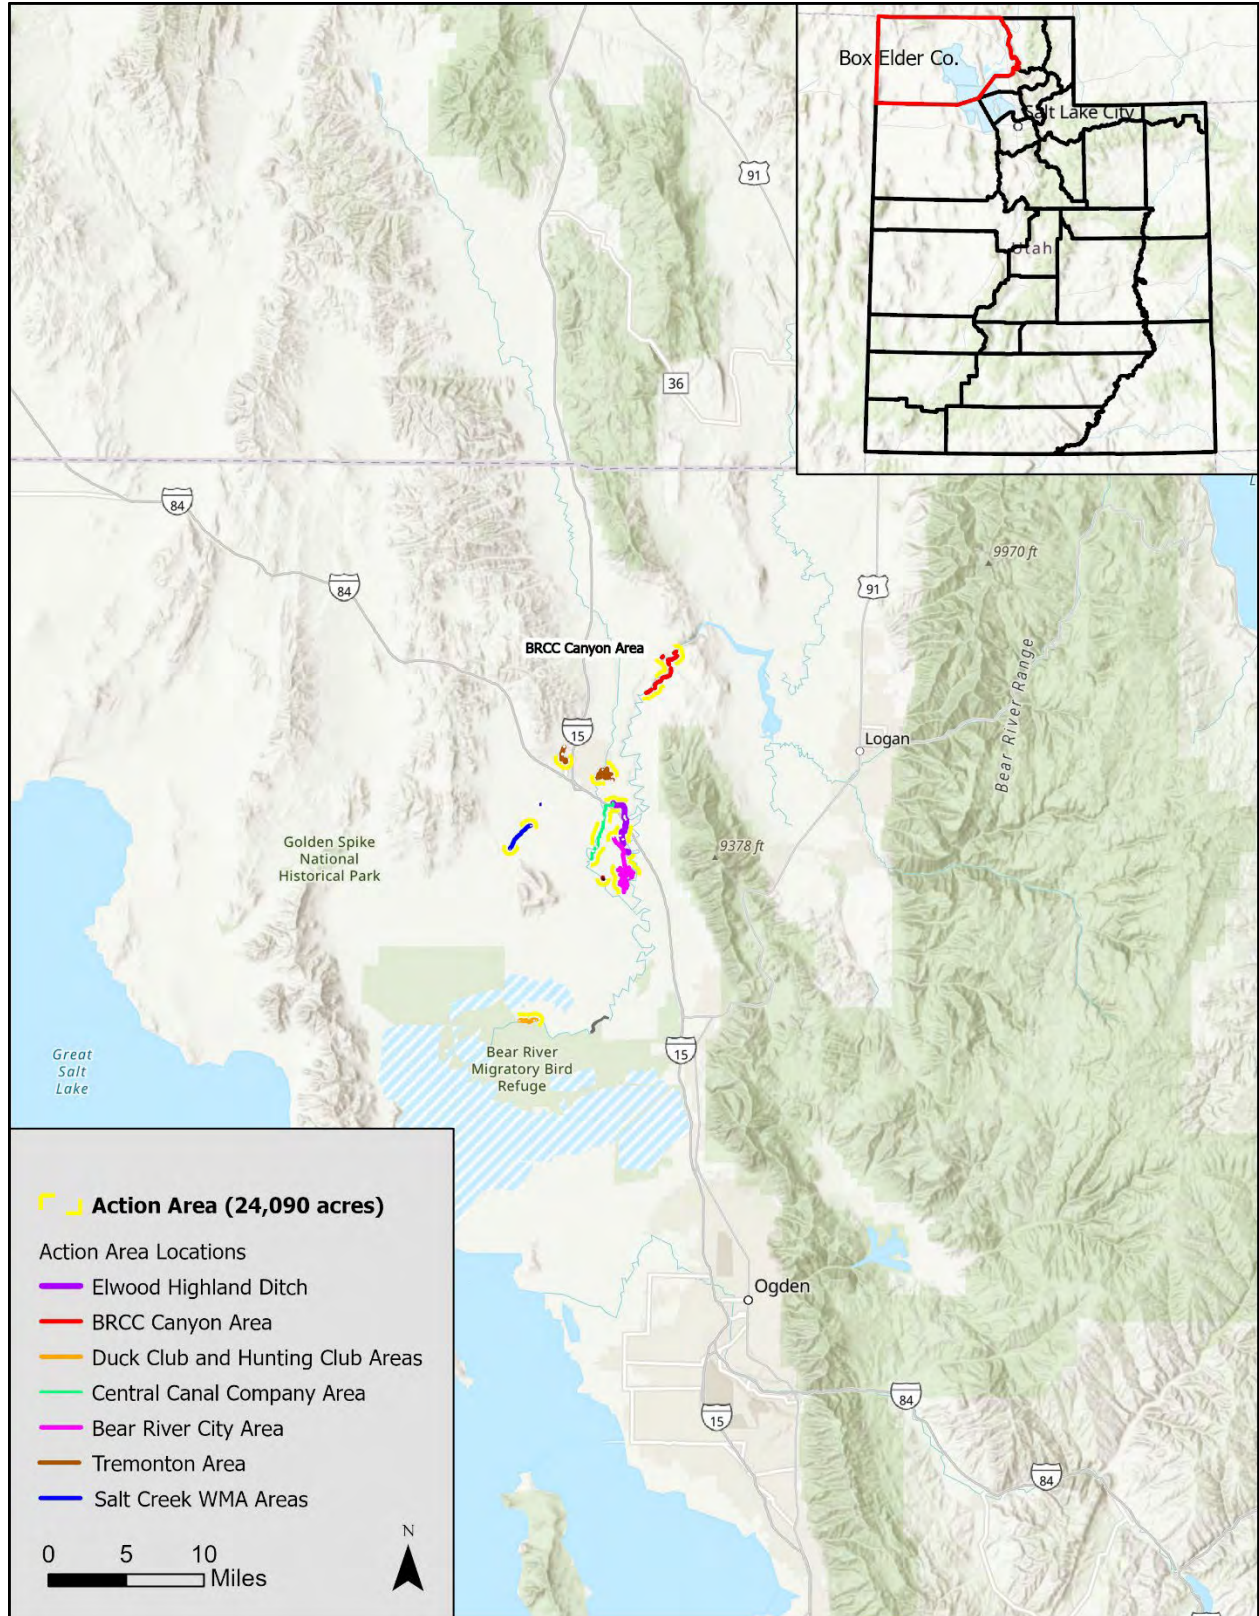 Box Elder Co.
Salt Lake City
Utah
91
36
84
L
9970 ft
84
91
BRCC Canyon Area
Bear River Range
15
Logan
Golden Spike
National
Historical Park
9378 ft
Great
Salt
Lake
Bear River
Migratory Bird
Refuge
15
Action Area (24,090 acres)
Action Area Locations
Elwood Highland Ditch
BRCC Canyon Area
Duck Club and Hunting Club Areas
Central Canal Company Area
Bear River City Area
Tremonton Area
Salt Creek WMA Areas
N
0 5 10
Miles
Ogden
84
15
84